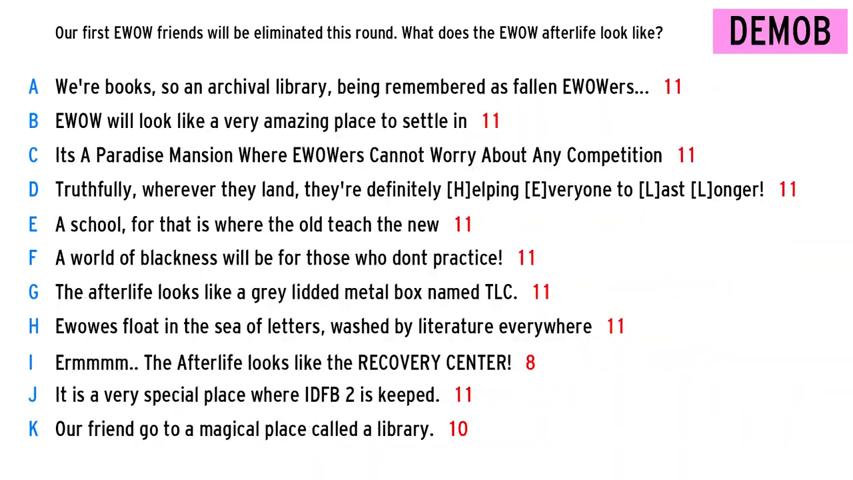 Our first EWOW friends will be eliminated this round. What does the EWOW afterlife look like?
DEMOB
A We're books, so an archival library, being remembered as fallen EWOWers... 11
B EWOW will look like a very amazing place to settle in 11
C Its A Paradise Mansion Where EWOWers Cannot Worry About Any Competition 11
D Truthfully, wherever they land, they're definitely [H]elping [E]veryone to [L]ast [L]onger! 11
E A school, for that is where the old teach the new 11
F A world of blackness will be for those who dont practice! 11
G The afterlife looks like a grey lidded metal box named TLC. 11
H Ewowes float in the sea of letters, washed by literature everywhere 11
I Ermmmm.. The Afterlife looks like the RECOVERY CENTER! 8
J It is a very special place where IDFB 2 is keeped. 11
K Our friend go to a magical place called a library. 10